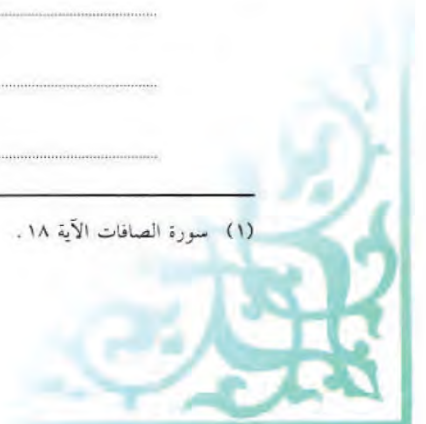 (١) سورة الصافات الآية ١٨ .